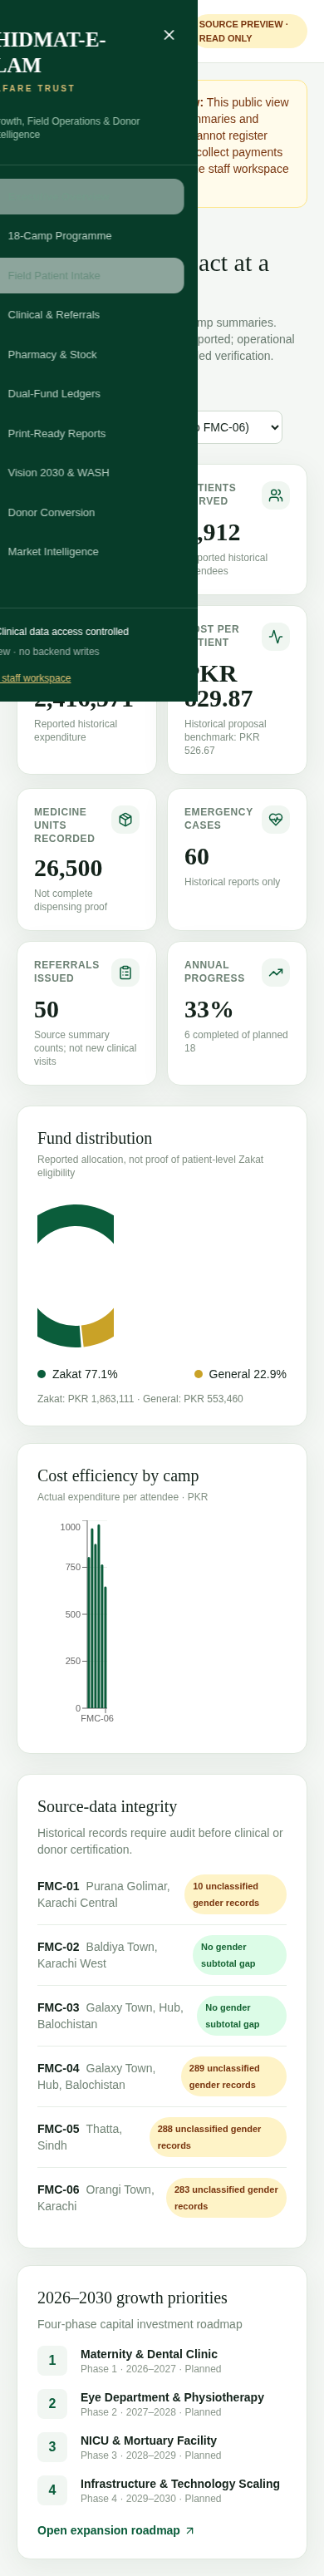 HIDMAT-E-
LAM
LFARE TRUST
owth, Field Operations & Donor
telligence
18-Camp Programme
Field Patient Intake
Clinical & Referrals
Pharmacy & Stock
Dual-Fund Ledgers
Print-Ready Reports
Vision 2030 & WASH
Donor Conversion
Market Intelligence
Clinical data access controlled
ew · no backend writes
staff workspace
SOURCE PREVIEW ·
READ ONLY
This public view
maries and
annot register
collect payments
e staff workspace
act at a
mp summaries.
ported; operational
ed verification.
o FMC-06)
TIENTS
RVED
,912
ported historical
endees
Reported historical
expenditure
OST PER
TIENT
PKR
829.87
Historical proposal
benchmark: PKR
526.67
MEDICINE
UNITS
RECORDED
26,500
Not complete
dispensing proof
EMERGENCY
CASES
60
Historical reports only
REFERRALS
ISSUED
50
Source summary
counts; not new clinical
visits
ANNUAL
PROGRESS
33%
6 completed of planned
18
Fund distribution
Reported allocation, not proof of patient-level Zakat
eligibility
Zakat 77.1%
General 22.9%
Zakat: PKR 1,863,111 · General: PKR 553,460
Cost efficiency by camp
Actual expenditure per attendee · PKR
1000
750
500
250
0
FMC-06
Source-data integrity
Historical records require audit before clinical or
donor certification.
FMC-01 Purana Golimar,
Karachi Central
10 unclassified
gender records
FMC-02 Baldiya Town,
Karachi West
No gender
subtotal gap
FMC-03 Galaxy Town, Hub,
Balochistan
No gender
subtotal gap
FMC-04 Galaxy Town,
Hub, Balochistan
289 unclassified
gender records
FMC-05 Thatta,
Sindh
288 unclassified gender
records
FMC-06 Orangi Town,
Karachi
283 unclassified gender
records
2026–2030 growth priorities
Four-phase capital investment roadmap
1
Maternity & Dental Clinic
Phase 1 · 2026–2027 · Planned
2
Eye Department & Physiotherapy
Phase 2 · 2027–2028 · Planned
3
NICU & Mortuary Facility
Phase 3 · 2028–2029 · Planned
4
Infrastructure & Technology Scaling
Phase 4 · 2029–2030 · Planned
Open expansion roadmap